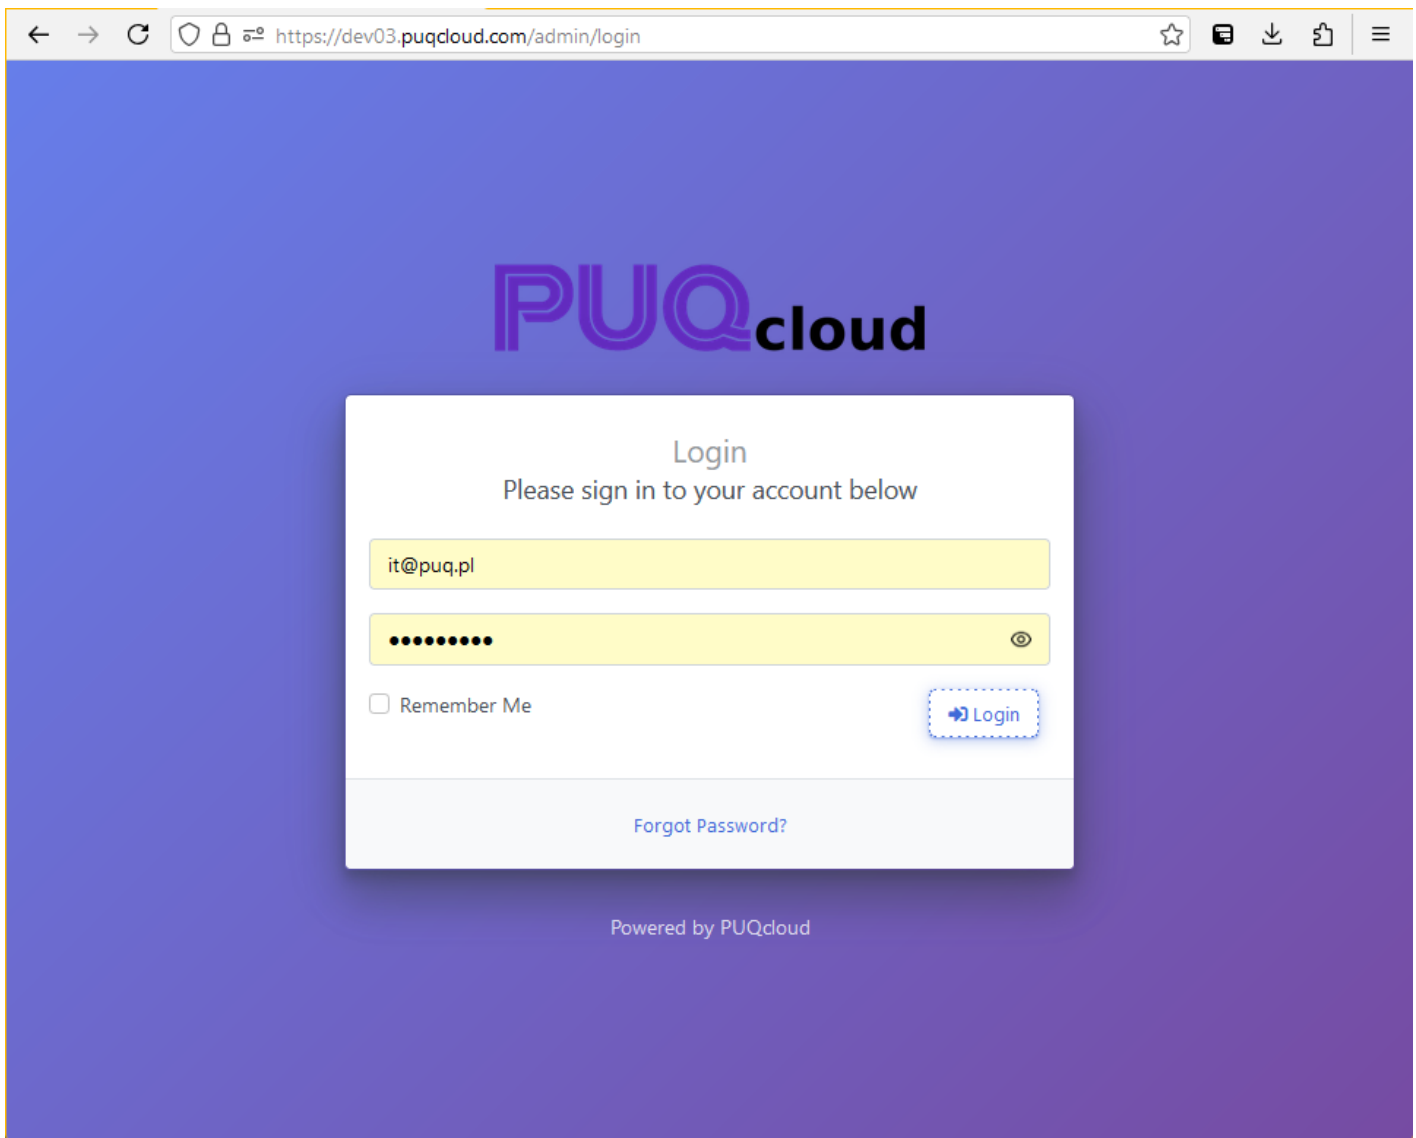 https://dev03.puqcloud.com/admin/login
PUQcloud
Login
Please sign in to your account below
it@puq.pl
●●●●●●●●●
Remember Me
Login
Forgot Password?
Powered by PUQcloud